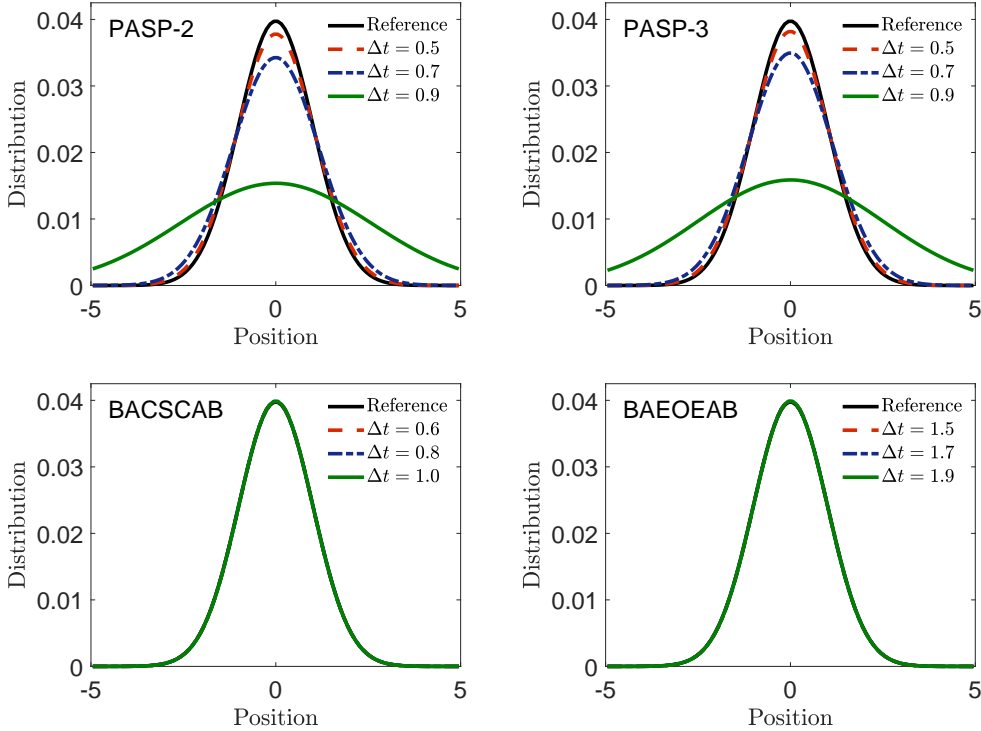 PASP-2
Reference
Δt = 0.5
Δt = 0.7
Δt = 0.9
0.04
0.03
0.02
0.01
0
-5
0
5
Distribution
Position
PASP-3
Reference
Δt = 0.5
Δt = 0.7
Δt = 0.9
0.04
0.03
0.02
0.01
0
-5
0
5
Distribution
Position
BACSCAB
Reference
Δt = 0.6
Δt = 0.8
Δt = 1.0
0.04
0.03
0.02
0.01
0
-5
0
5
Distribution
Position
BAEOEAB
Reference
Δt = 1.5
Δt = 1.7
Δt = 1.9
0.04
0.03
0.02
0.01
0
-5
0
5
Distribution
Position